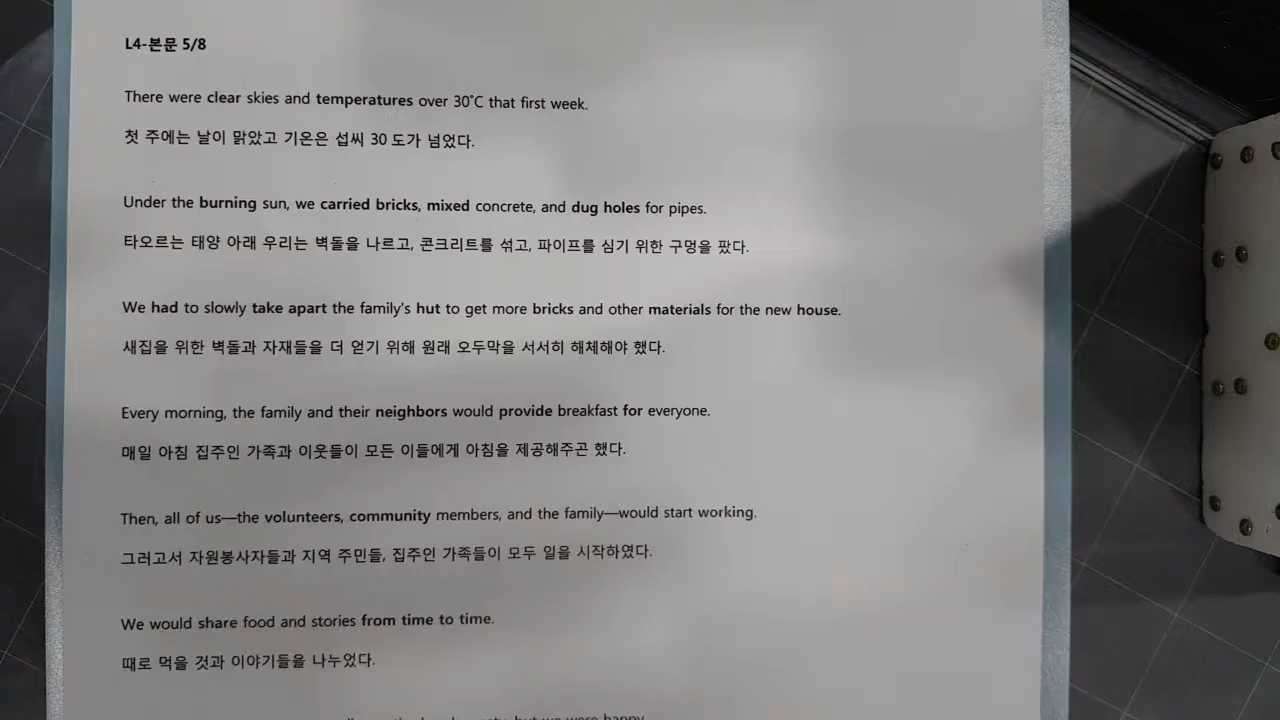 L4-본문 5/8
There were clear skies and temperatures over 30˚C that first week.
첫 주에는 날이 맑았고 기온은 섭씨 30 도가 넘었다.
Under the burning sun, we carried bricks, mixed concrete, and dug holes for pipes.
타오르는 태양 아래 우리는 벽돌을 나르고, 콘크리트를 섞고, 파이프를 심기 위한 구멍을 팠다.
We had to slowly take apart the family's hut to get more bricks and other materials for the new house.
새집을 위한 벽돌과 자재들을 더 얻기 위해 원래 오두막을 서서히 해체해야 했다.
Every morning, the family and their neighbors would provide breakfast for everyone.
매일 아침 집주인 가족과 이웃들이 모든 이들에게 아침을 제공해주곤 했다.
Then, all of us—the volunteers, community members, and the family—would start working.
그러고서 자원봉사자들과 지역 주민들, 집주인 가족들이 모두 일을 시작하였다.
We would share food and stories from time to time.
때로 먹을 것과 이야기들을 나누었다.
but we were happy